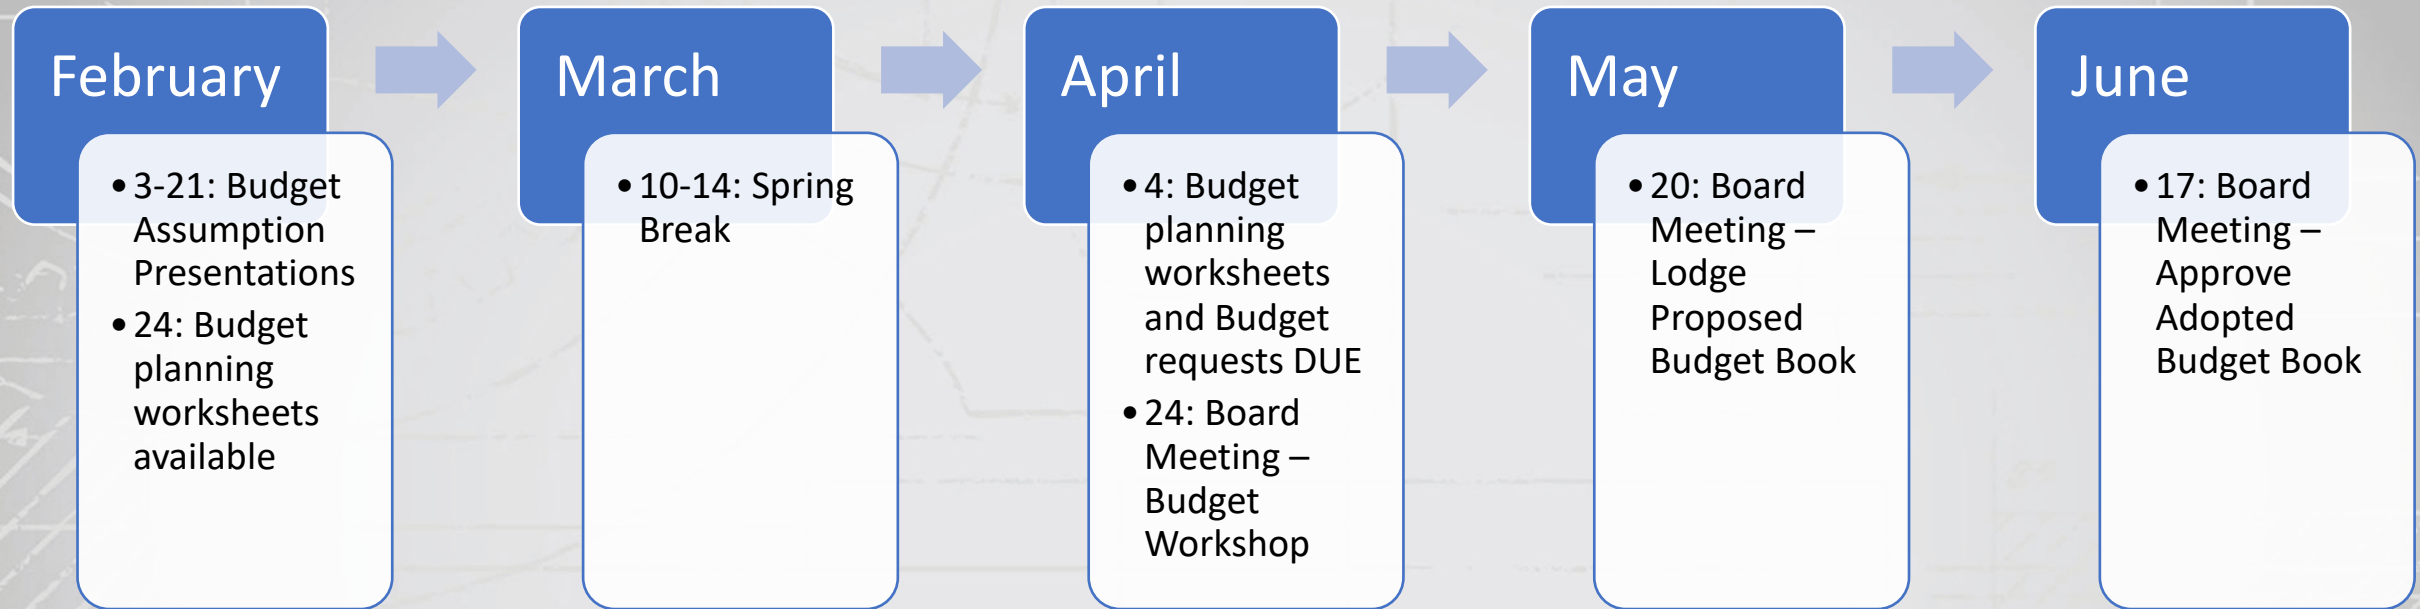 February
• 3-21: Budget
Assumption
Presentations
• 24: Budget
planning
worksheets
available
March
• 10-14: Spring
Break
April
• 4: Budget
planning
worksheets
and Budget
requests DUE
• 24: Board
Meeting –
Budget
Workshop
May
• 20: Board
Meeting –
Lodge
Proposed
Budget Book
June
• 17: Board
Meeting –
Approve
Adopted
Budget Book